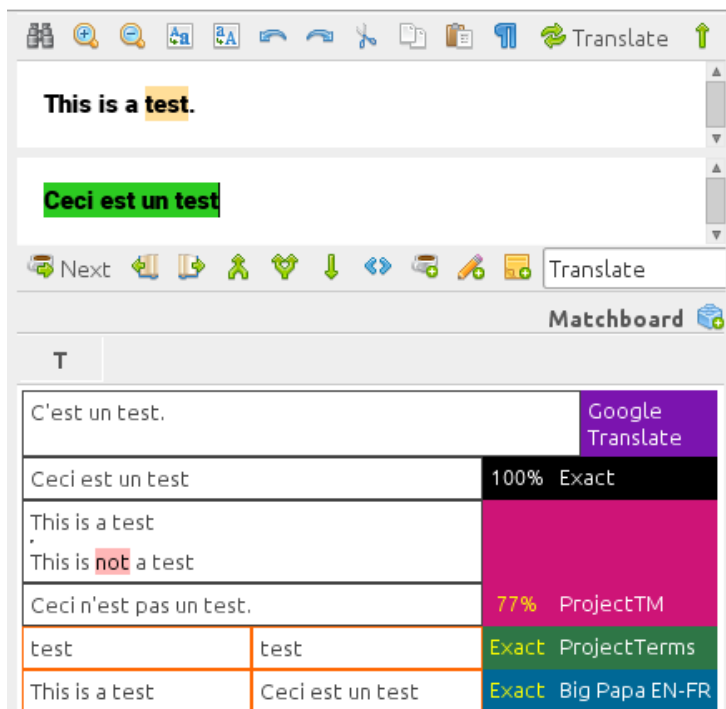 Translate
This is a test.
Ceci est un test
Next Translate
Matchboard
T
C'est un test. Google
Translate
Ceci est un test 100% Exact
This is a test
This is not a test
Ceci n'est pas un test. 77% ProjectTM
test test Exact ProjectTerms
This is a test Ceci est un test Exact Big Papa EN-FR